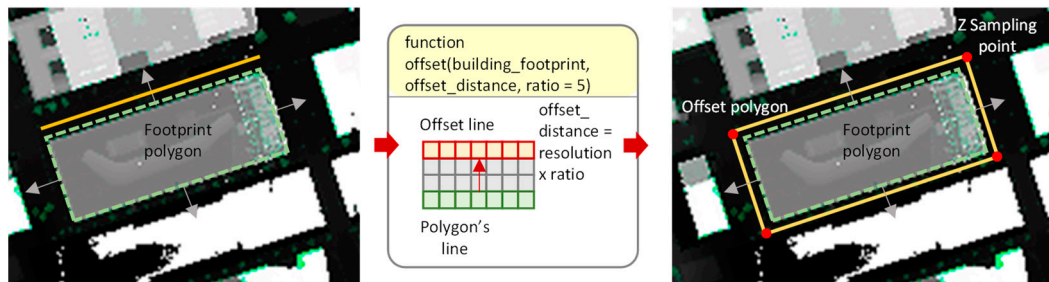 Footprint
polygon
function
offset(building_footprint,
offset_distance, ratio = 5)
Offset line
offset_
distance =
resolution
x ratio
Polygon's
line
Z Sampling
point
Offset polygon
Footprint
polygon